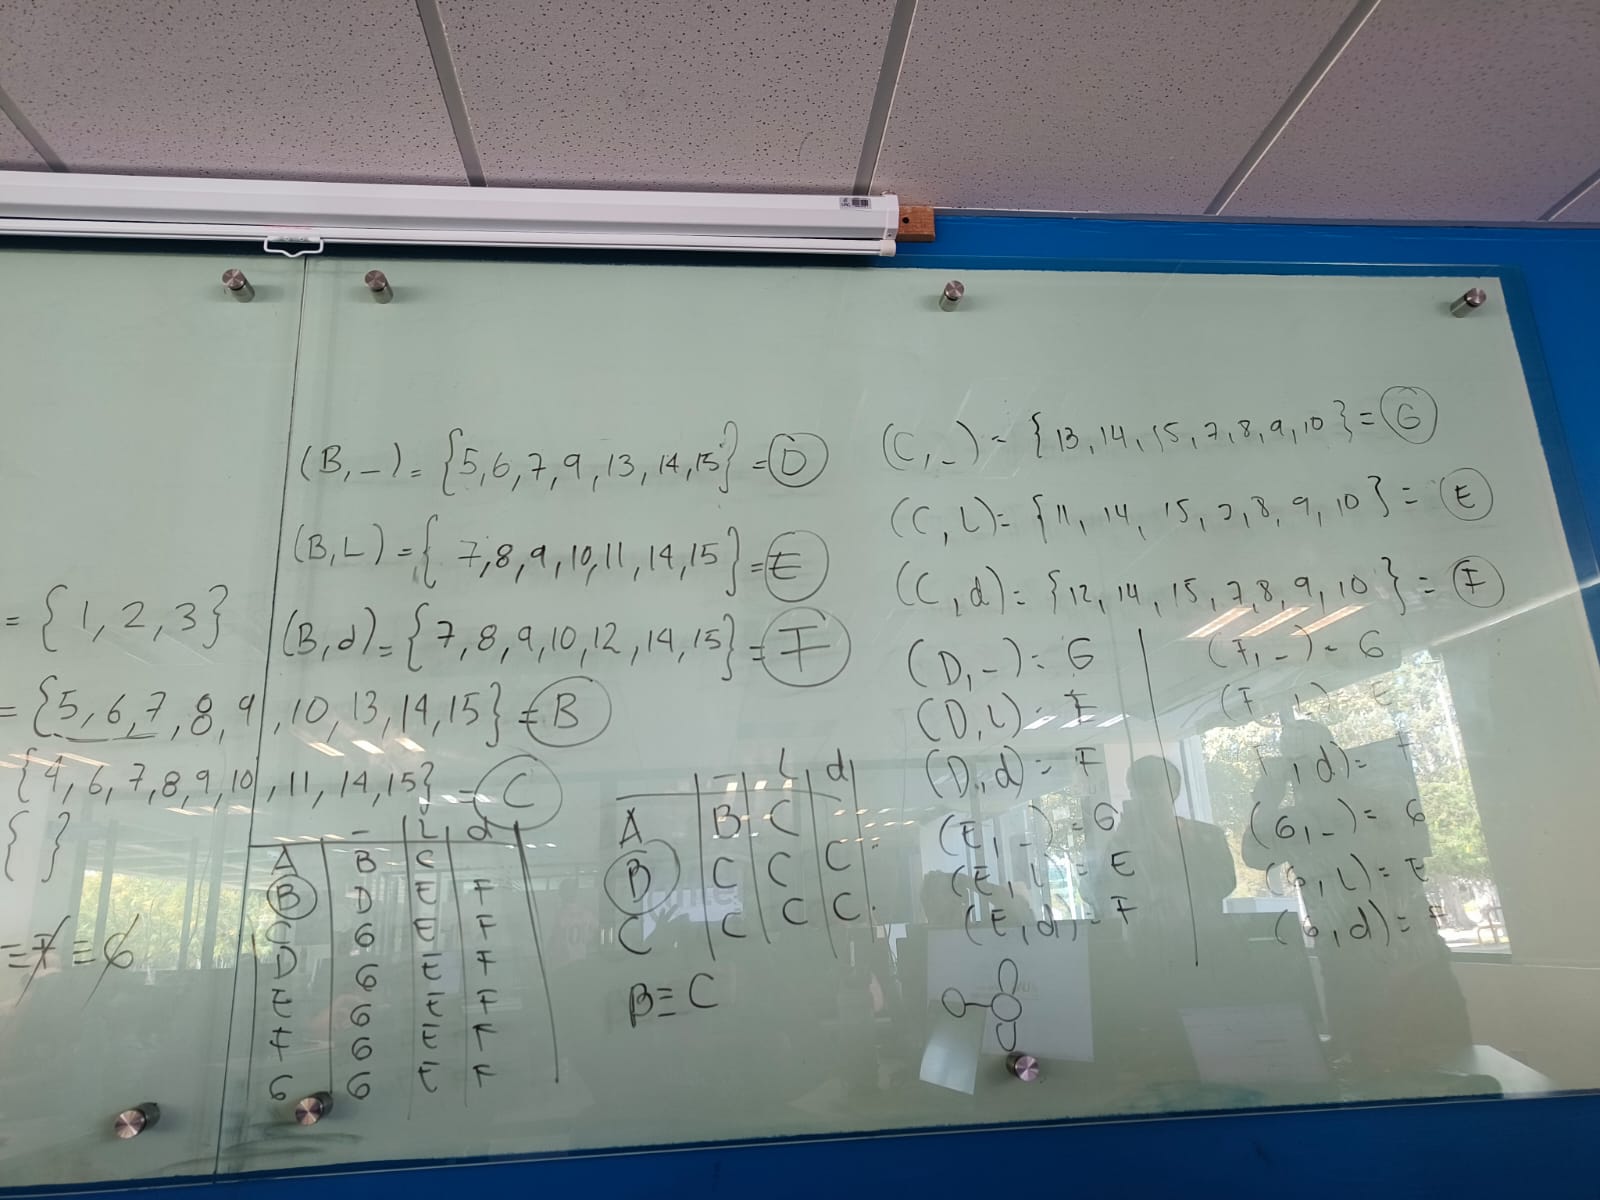 = {1, 2, 3}
= {5, 6, 7, 8, 9, 10, 13, 14, 15} = B
{4, 6, 7, 8, 9, 10, 11, 14, 15} = C
{ }
(B, _) = {5, 6, 7, 9, 13, 14, 15} = D
(B, L) = { 7, 8, 9, 10, 11, 14, 15} = E
(B, d) = {7, 8, 9, 10, 12, 14, 15} = F
_ L d
A B C
B D E F
C G E F
D G E F
E G E F
F G E F
G G E F
_ L d
A B C
B C C C
C C C C
B ≡ C
(C, _) = {13, 14, 15, 7, 8, 9, 10} = G
(C, L) = {11, 14, 15, 7, 8, 9, 10} = E
(C, d) = {12, 14, 15, 7, 8, 9, 10} = F
(D, _) = G
(D, L) = E
(D, d) = F
(E, _) = G
(E, L) = E
(E, d) = F
(F, _) = G
(F, L) = E
, d) =
(G, _) = G
(G, L) = E
(G, d) = F